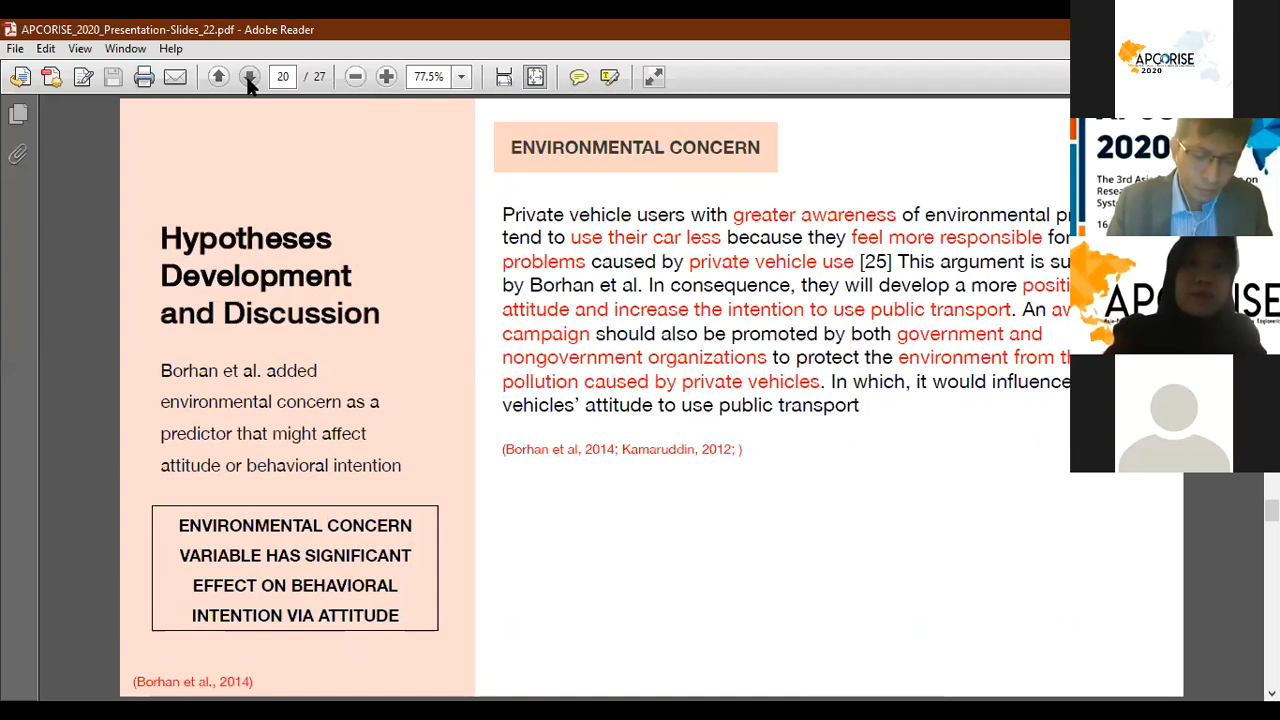 APCORISE_2020_Presentation-Slides_22.pdf - Adobe Reader
File Edit View Window Help
20 / 27
77.5%
ENVIRONMENTAL CONCERN
Private vehicle users with greater awareness of environmental
tend to use their car less because they feel more responsible for
problems caused by private vehicle use [25] This argument is
by Borhan et al. In consequence, they will develop a more
attitude and increase the intention to use public transport. An
campaign should also be promoted by both government and
nongovernment organizations to protect the environment from
pollution caused by private vehicles. In which, it would influence
vehicles’ attitude to use public transport
(Borhan et al, 2014; Kamaruddin, 2012; )
Hypotheses
Development
and Discussion
Borhan et al. added
environmental concern as a
predictor that might affect
attitude or behavioral intention
ENVIRONMENTAL CONCERN
VARIABLE HAS SIGNIFICANT
EFFECT ON BEHAVIORAL
INTENTION VIA ATTITUDE
(Borhan et al., 2014)
APCORISE
2020
2020
The 3rd
16
APCORISE